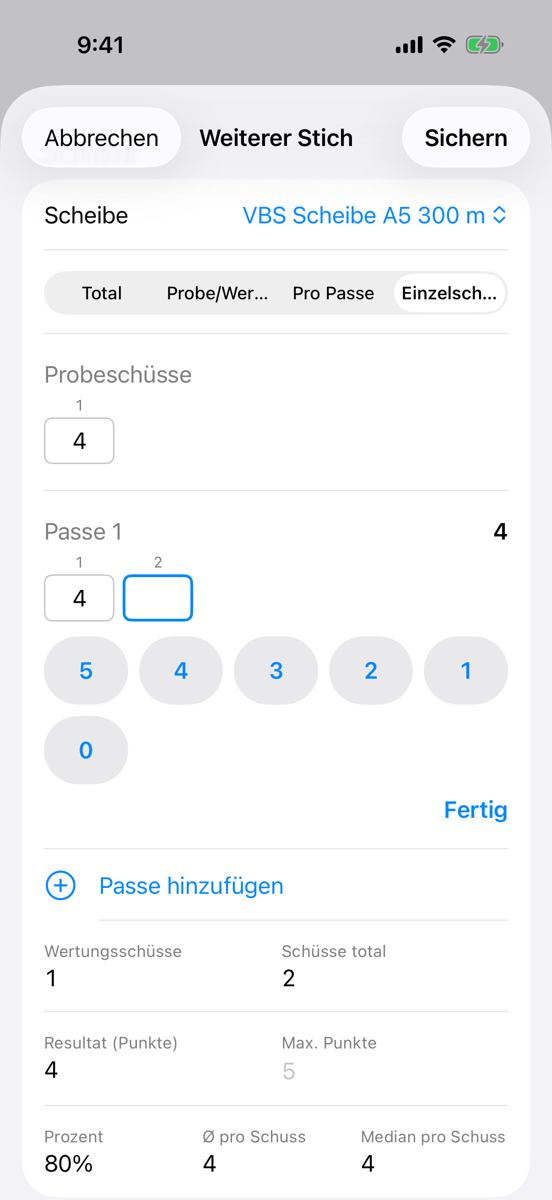 9:41
Abbrechen Weiterer Stich Sichern
Scheibe VBS Scheibe A5 300 m
Total Probe/Wer... Pro Passe Einzelsch...
Probeschüsse
1
4
Passe 1 4
1 2
4
5 4 3 2 1
0
Fertig
Passe hinzufügen
Wertungsschüsse Schüsse total
1 2
Resultat (Punkte) Max. Punkte
4 5
Prozent Ø pro Schuss Median pro Schuss
80% 4 4